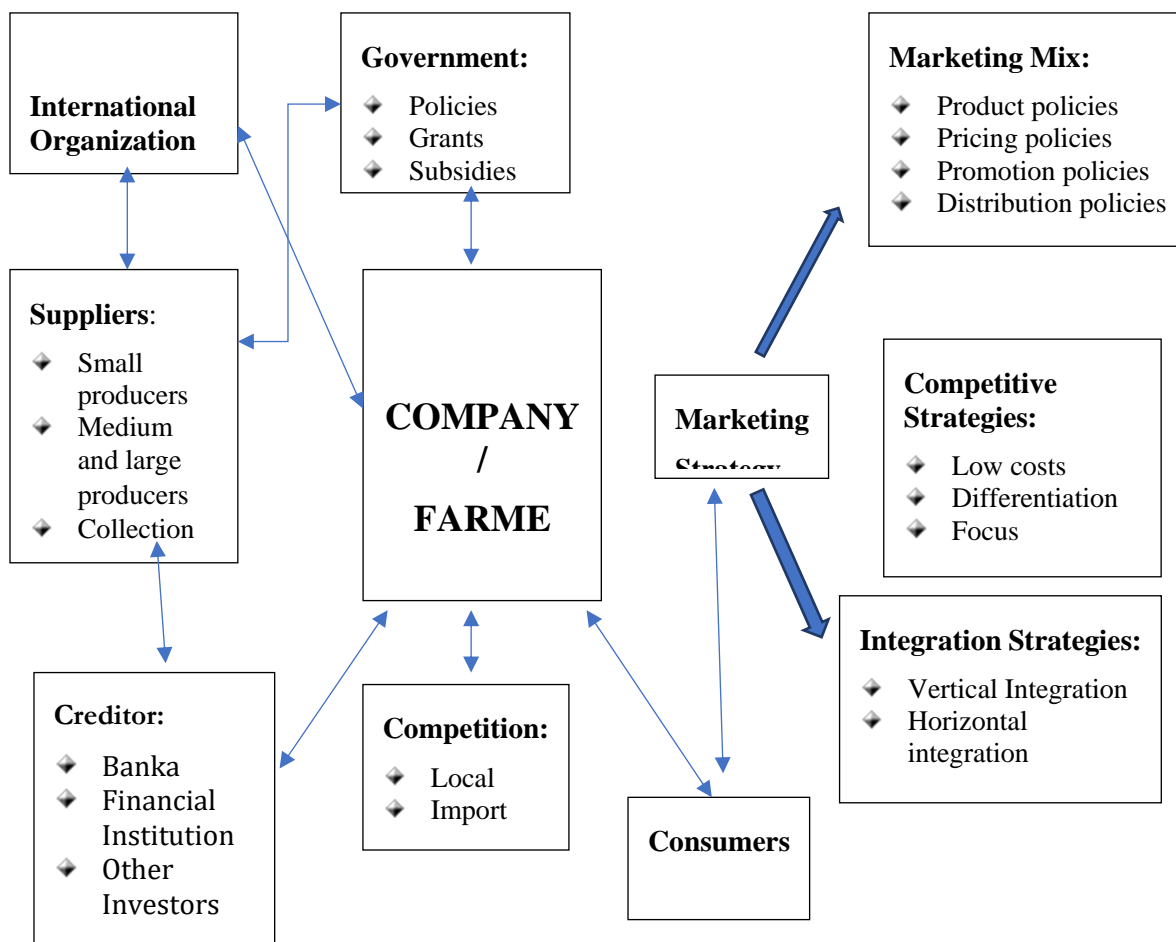 International
Organization
Government:
Policies
Grants
Subsidies
Marketing Mix:
Product policies
Pricing policies
Promotion policies
Distribution policies
Suppliers:
Small
producers
Medium
and large
producers
Collection
COMPANY
/
FARME
Marketing
Strategy
Competitive
Strategies:
Low costs
Differentiation
Focus
Integration Strategies:
Vertical Integration
Horizontal
integration
Creditor:
Banka
Financial
Institution
Other
Investors
Competition:
Local
Import
Consumers